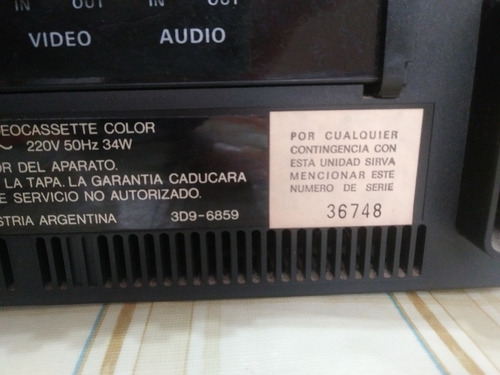 IN OUT IN OUT
VIDEO AUDIO
EOCASSETTE COLOR
~ 220V 50Hz 34W
OR DEL APARATO.
LA TAPA. LA GARANTIA CADUCARA
E SERVICIO NO AUTORIZADO.
STRIA ARGENTINA 3D9-6859
POR CUALQUIER
CONTINGENCIA CON
ESTA UNIDAD SIRVA
MENCIONAR ESTE
NUMERO DE SERIE
36748